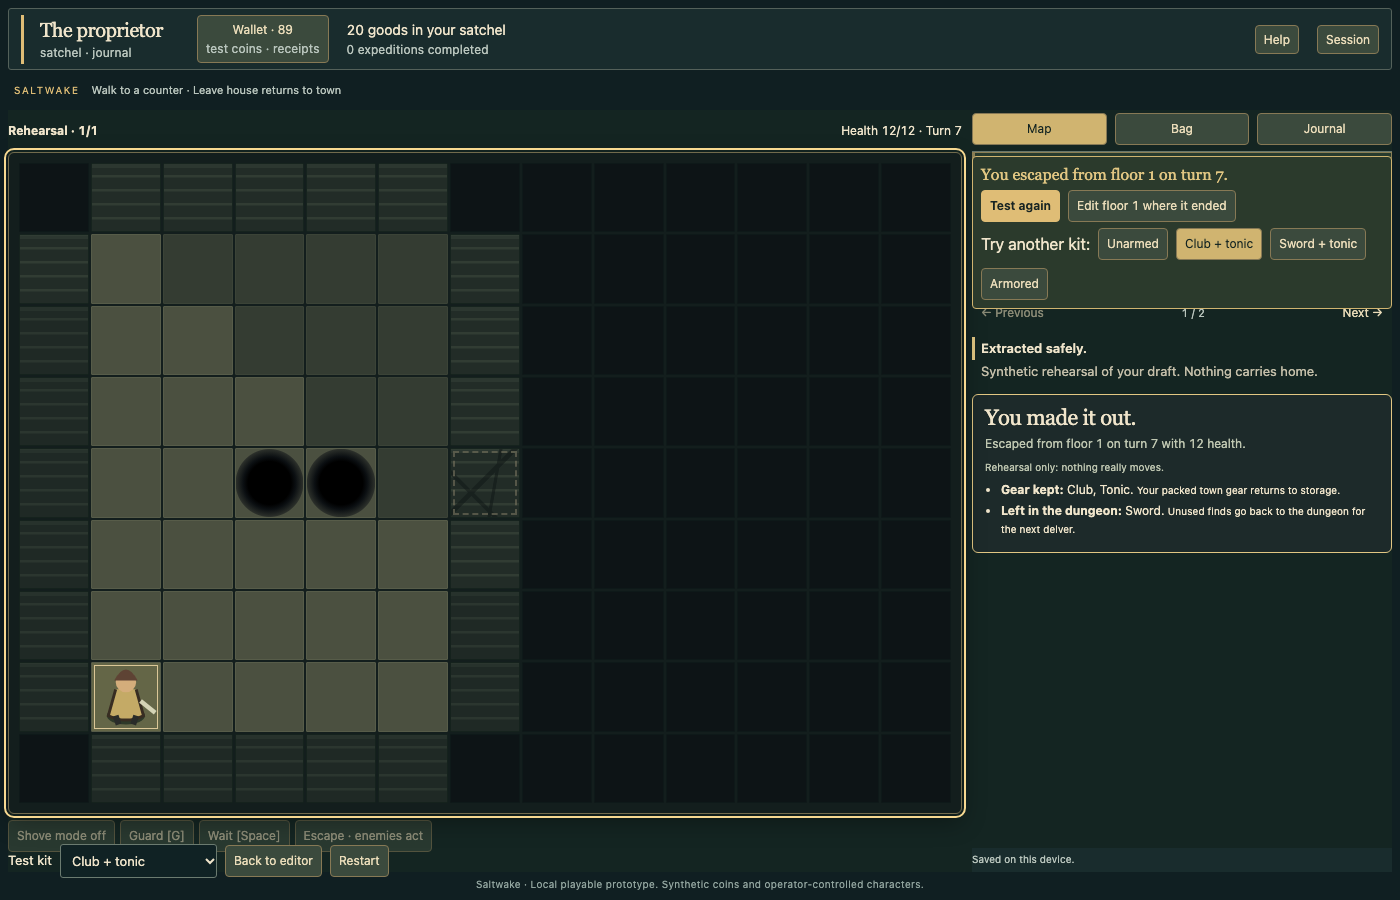 The proprietor
satchel · journal
Wallet · 89
test coins · receipts
20 goods in your satchel
0 expeditions completed
Help
Session
SALTWAKE Walk to a counter · Leave house returns to town
Rehearsal · 1/1
Health 12/12 · Turn 7
Map
Bag
Journal
You escaped from floor 1 on turn 7.
Test again
Edit floor 1 where it ended
Try another kit:
Unarmed
Club + tonic
Sword + tonic
Armored
← Previous
1 / 2
Next →
Extracted safely.
Synthetic rehearsal of your draft. Nothing carries home.
You made it out.
Escaped from floor 1 on turn 7 with 12 health.
Rehearsal only: nothing really moves.
• Gear kept: Club, Tonic. Your packed town gear returns to storage.
• Left in the dungeon: Sword. Unused finds go back to the dungeon for
the next delver.
Shove mode off
Guard [G]
Wait [Space]
Escape · enemies act
Test kit
Club + tonic
Back to editor
Restart
Saved on this device.
Saltwake · Local playable prototype. Synthetic coins and operator-controlled characters.